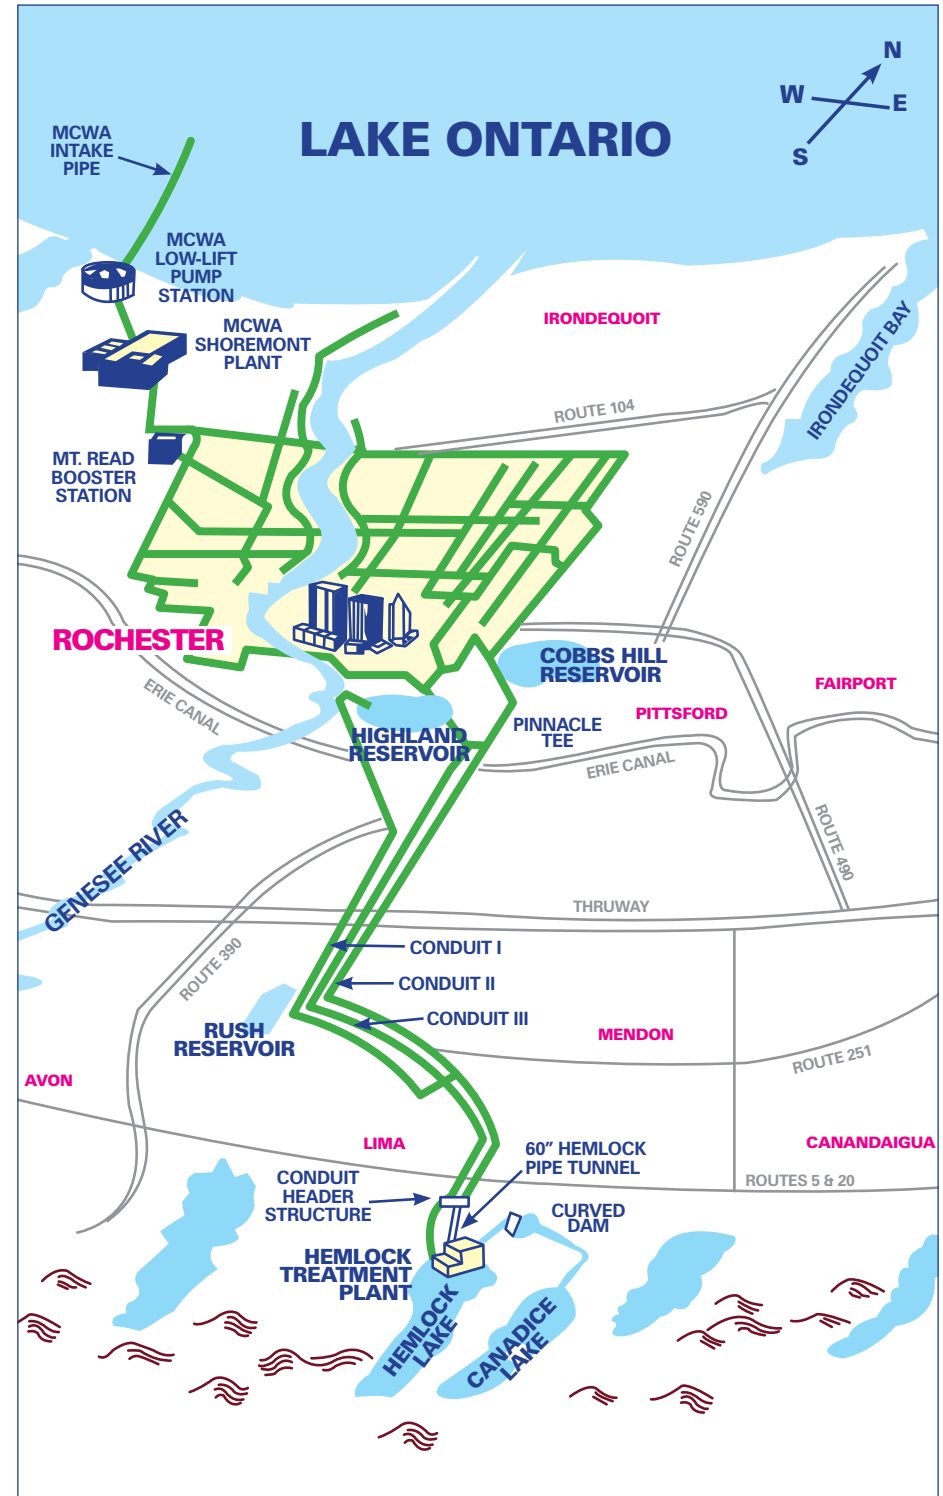 N
W
E
S
LAKE ONTARIO
MCWA
INTAKE
PIPE
MCWA
LOW-LIFT
PUMP
STATION
MCWA
SHOREMONT
PLANT
IRONDEQUOIT
IRONDEQUOIT BAY
ROUTE 104
MT. READ
BOOSTER
STATION
ROUTE 590
ROCHESTER
COBBS HILL
RESERVOIR
FAIRPORT
ERIE CANAL
PITTSFORD
PINNACLE
TEE
HIGHLAND
RESERVOIR
ERIE CANAL
ROUTE 490
GENESEE RIVER
THRUWAY
ROUTE 390
CONDUIT I
CONDUIT II
CONDUIT III
RUSH
RESERVOIR
MENDON
ROUTE 251
AVON
LIMA
CANANDAIGUA
60″ HEMLOCK
PIPE TUNNEL
ROUTES 5 & 20
CONDUIT
HEADER
STRUCTURE
CURVED
DAM
HEMLOCK
TREATMENT
PLANT
HEMLOCK
LAKE
CANADICE
LAKE